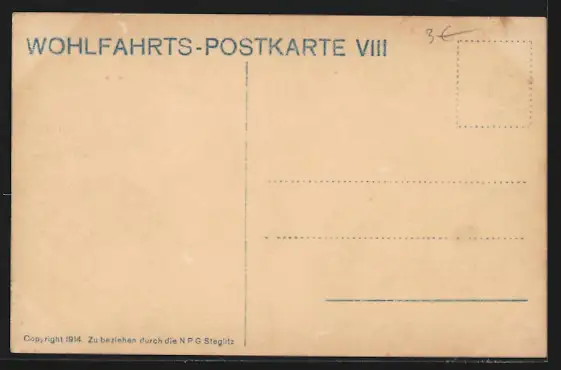 WOHLFAHRTS-POSTKARTE VIII
3€
Copyright 1914. Zu beziehen durch die N P G Steglitz